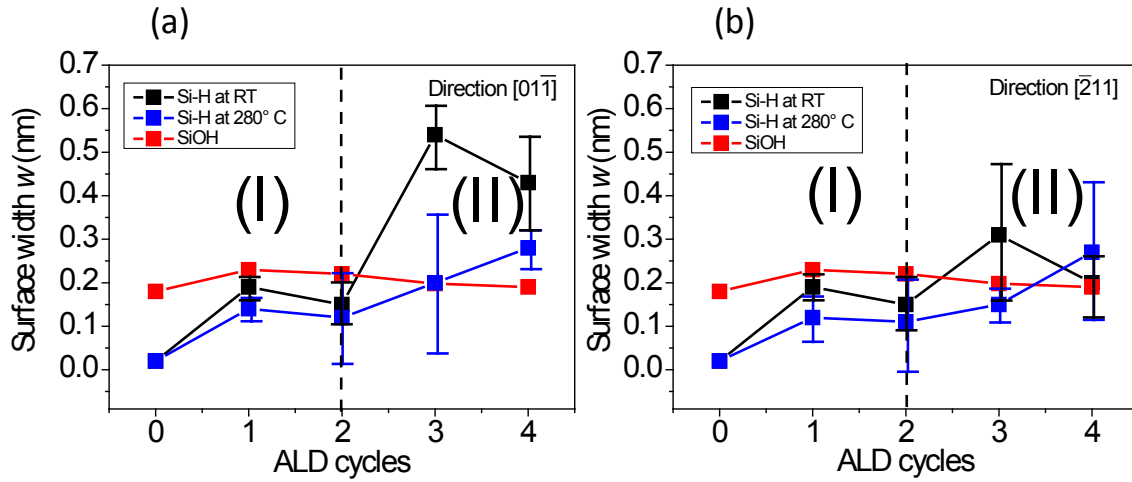 (a)
0.7
0.6
0.5
0.4
0.3
0.2
0.1
0.0
Surface width w (nm)
Si-H at RT
Si-H at 280° C
SiOH
Direction [011̅]
(I)
(II)
0 1 2 3 4
ALD cycles
(b)
0.7
0.6
0.5
0.4
0.3
0.2
0.1
0.0
Surface width w (nm)
Si-H at RT
Si-H at 280° C
SiOH
Direction [2̅11]
(I)
(II)
0 1 2 3 4
ALD cycles